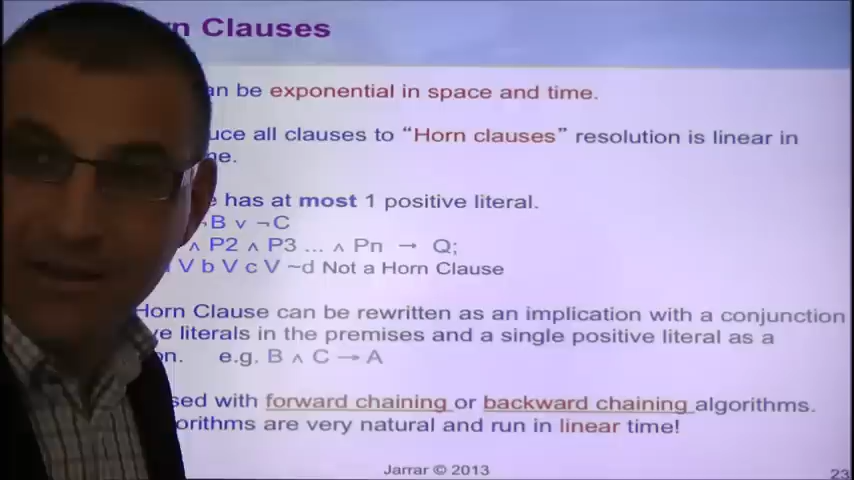 n Clauses
an be exponential in space and time.
uce all clauses to “Horn clauses” resolution is linear in
me.
e has at most 1 positive literal.
¬B v ¬C
∧ P2 ∧ P3 ... ∧ Pn → Q;
V b V c V ~d Not a Horn Clause
Horn Clause can be rewritten as an implication with a conjunction
ve literals in the premises and a single positive literal as a
on. e.g. B ∧ C → A
sed with forward chaining or backward chaining algorithms.
orithms are very natural and run in linear time!
Jarrar © 2013
23